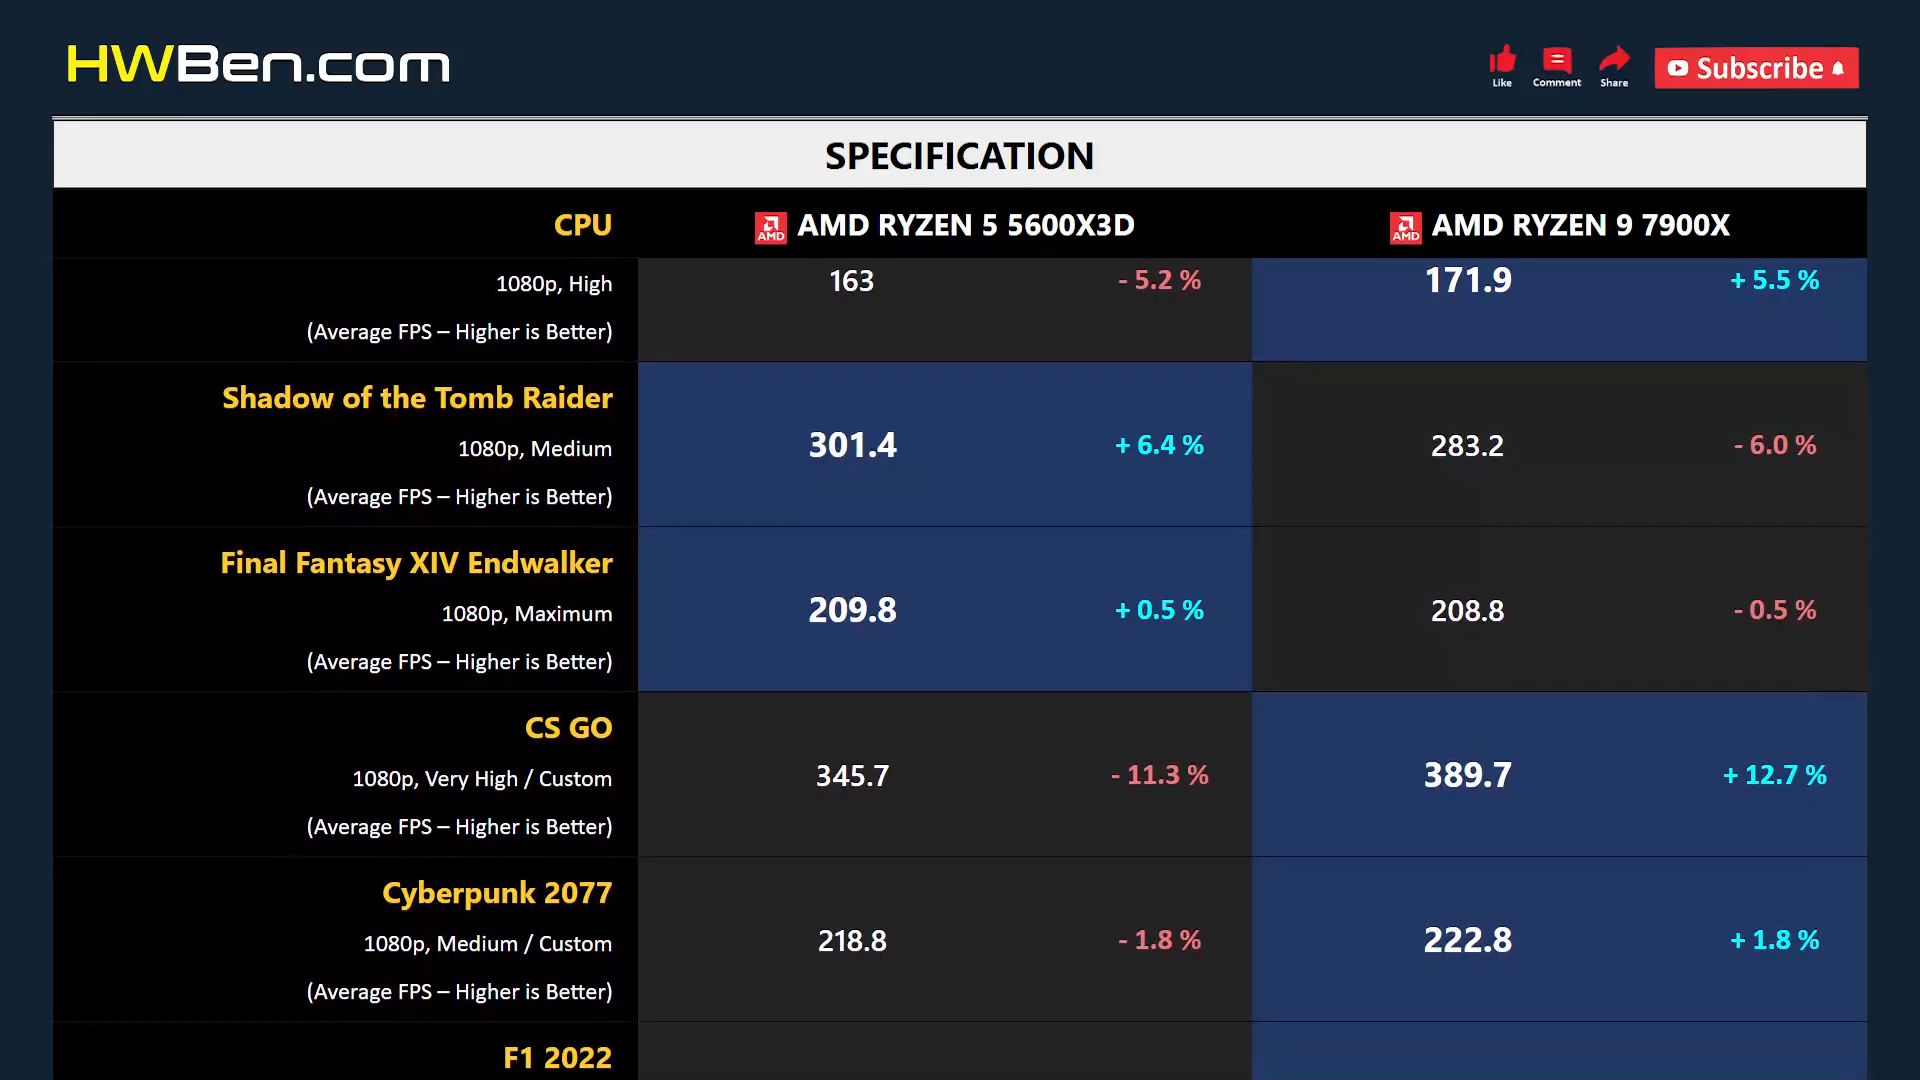 HWBen.com
Like
Comment
Share
Subscribe
SPECIFICATION
CPU
AMD
AMD RYZEN 5 5600X3D
AMD
AMD RYZEN 9 7900X
1080p, High
(Average FPS – Higher is Better)
163
- 5.2 %
171.9
+ 5.5 %
Shadow of the Tomb Raider
1080p, Medium
(Average FPS – Higher is Better)
301.4
+ 6.4 %
283.2
- 6.0 %
Final Fantasy XIV Endwalker
1080p, Maximum
(Average FPS – Higher is Better)
209.8
+ 0.5 %
208.8
- 0.5 %
CS GO
1080p, Very High / Custom
(Average FPS – Higher is Better)
345.7
- 11.3 %
389.7
+ 12.7 %
Cyberpunk 2077
1080p, Medium / Custom
(Average FPS – Higher is Better)
218.8
- 1.8 %
222.8
+ 1.8 %
F1 2022